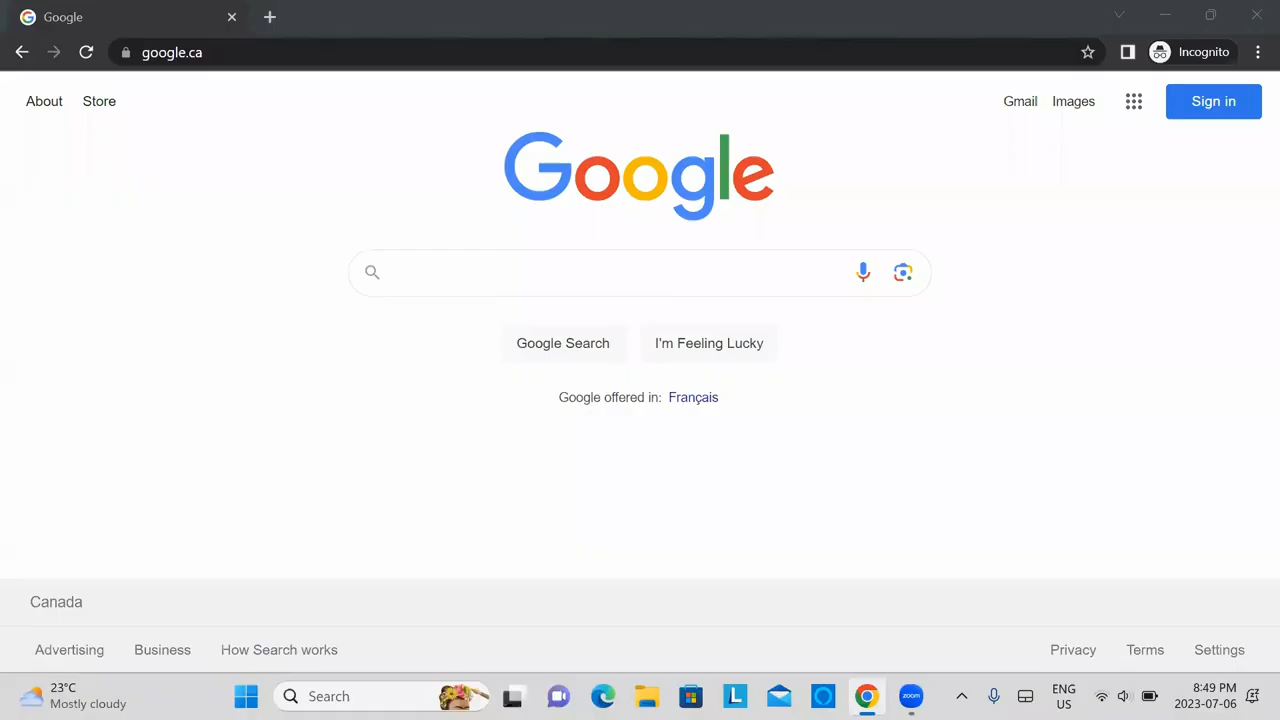 Google
google.ca
Incognito
About Store
Gmail Images
Sign in
Google
Google Search
I'm Feeling Lucky
Google offered in: Français
Canada
Advertising Business How Search works
Privacy Terms Settings
23°C
Mostly cloudy
Search
L
zoom
ENG
US
8:49 PM
2023-07-06